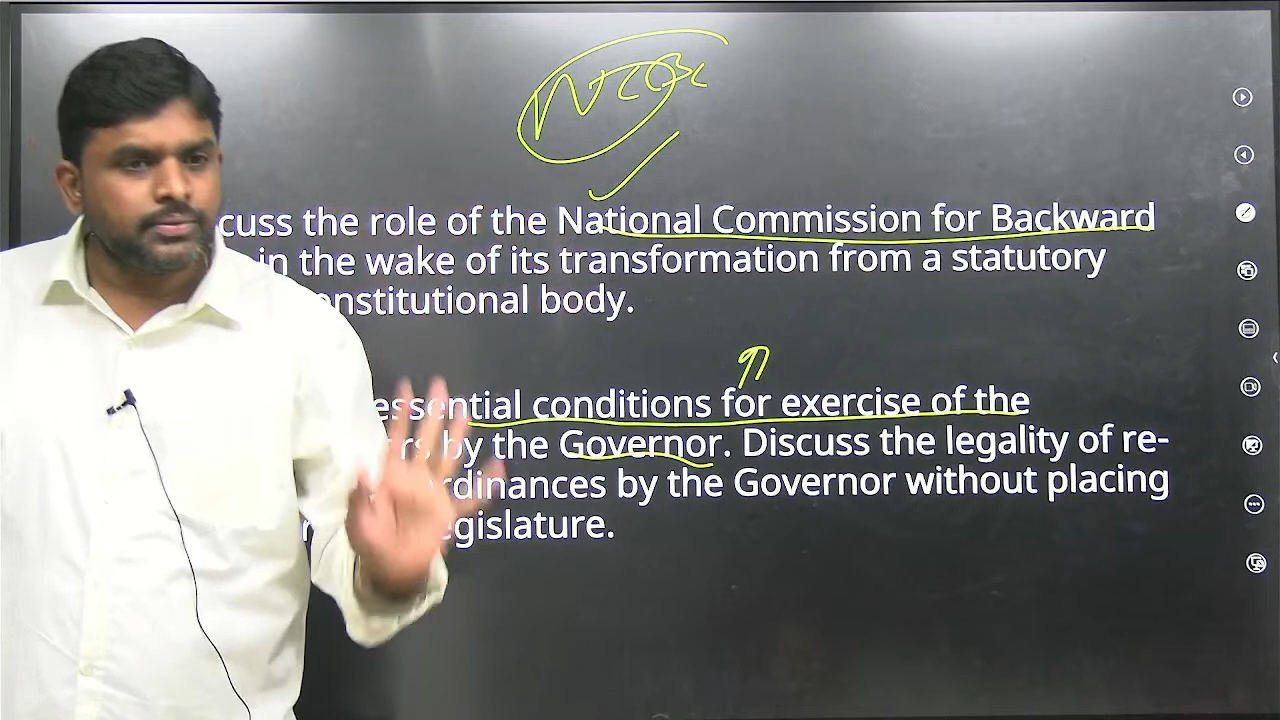 NCBC
cuss the role of the National Commission for Backward
in the wake of its transformation from a statutory
onstitutional body.
essential conditions for exercise of the
rs by the Governor. Discuss the legality of re-
rdinances by the Governor without placing
egislature.